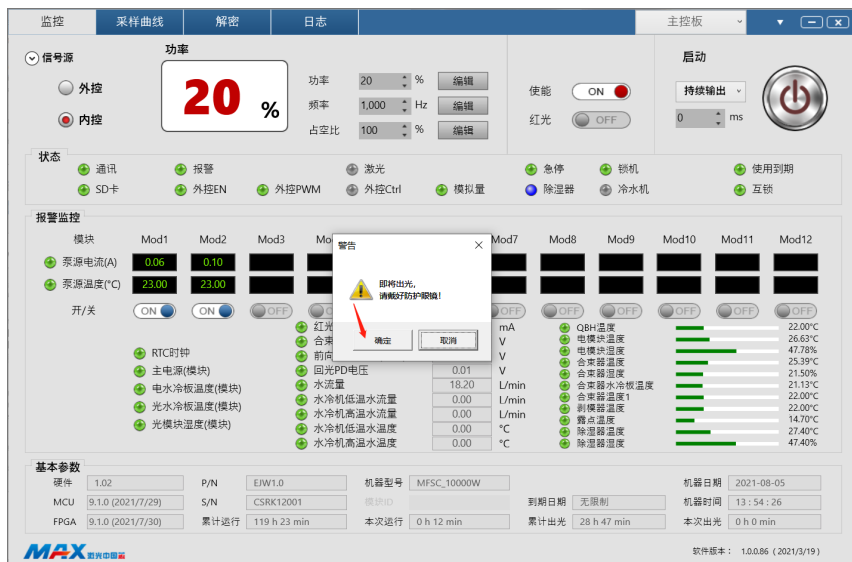 监控 采样曲线 解密 日志 主控板
信号源 功率 启动
外控 功率 20 % 编辑
20 % 频率 1,000 Hz 编辑 使能 ON 持续输出
内控 占空比 100 % 编辑 红光 OFF 0 ms
状态
通讯 报警 激光 急停 锁机 使用到期
SD卡 外控EN 外控PWM 外控Ctrl 模拟量 除湿器 冷水机 互锁
报警监控
模块 Mod1 Mod2 Mod3 Mod7 Mod8 Mod9 Mod10 Mod11 Mod12
泵源电流(A) 0.06 0.10
泵源温度(°C) 23.00 23.00
开/关 ON ON OFF OFF OFF OFF OFF OFF OFF
警告
即将出光,
请戴好防护眼镜!
确定 取消
RTC时钟
主电源(模块)
电水冷板温度(模块)
光水冷板温度(模块)
光模块湿度(模块)
红光 mA
合束 V
前向 V
回光PD电压 0.01 V
水流量 18.20 L/min
水冷机低温水流量 0.00 L/min
水冷机高温水流量 0.00 L/min
水冷机低温水温度 0.00 °C
水冷机高温水温度 0.00 °C
QBH温度 22.00°C
电模块温度 26.63°C
电模块湿度 47.78%
合束器温度 25.39°C
合束器湿度 21.50%
合束器水冷板温度 21.13°C
合束器温度1 22.00°C
剥模器温度 22.00°C
露点温度 14.70°C
除湿器温度 27.40°C
除湿器湿度 47.40%
基本参数
硬件 1.02 P/N EJW1.0 机器型号 MFSC_10000W 机器日期 2021-08-05
MCU 9.1.0 (2021/7/29) S/N CSRK12001 模块ID 到期日期 无限制 机器时间 13 : 54 : 26
FPGA 9.1.0 (2021/7/30) 累计运行 119 h 23 min 本次运行 0 h 12 min 累计出光 28 h 47 min 本次出光 0 h 0 min
MAX 软件版本: 1.0.0.86 (2021/3/19)